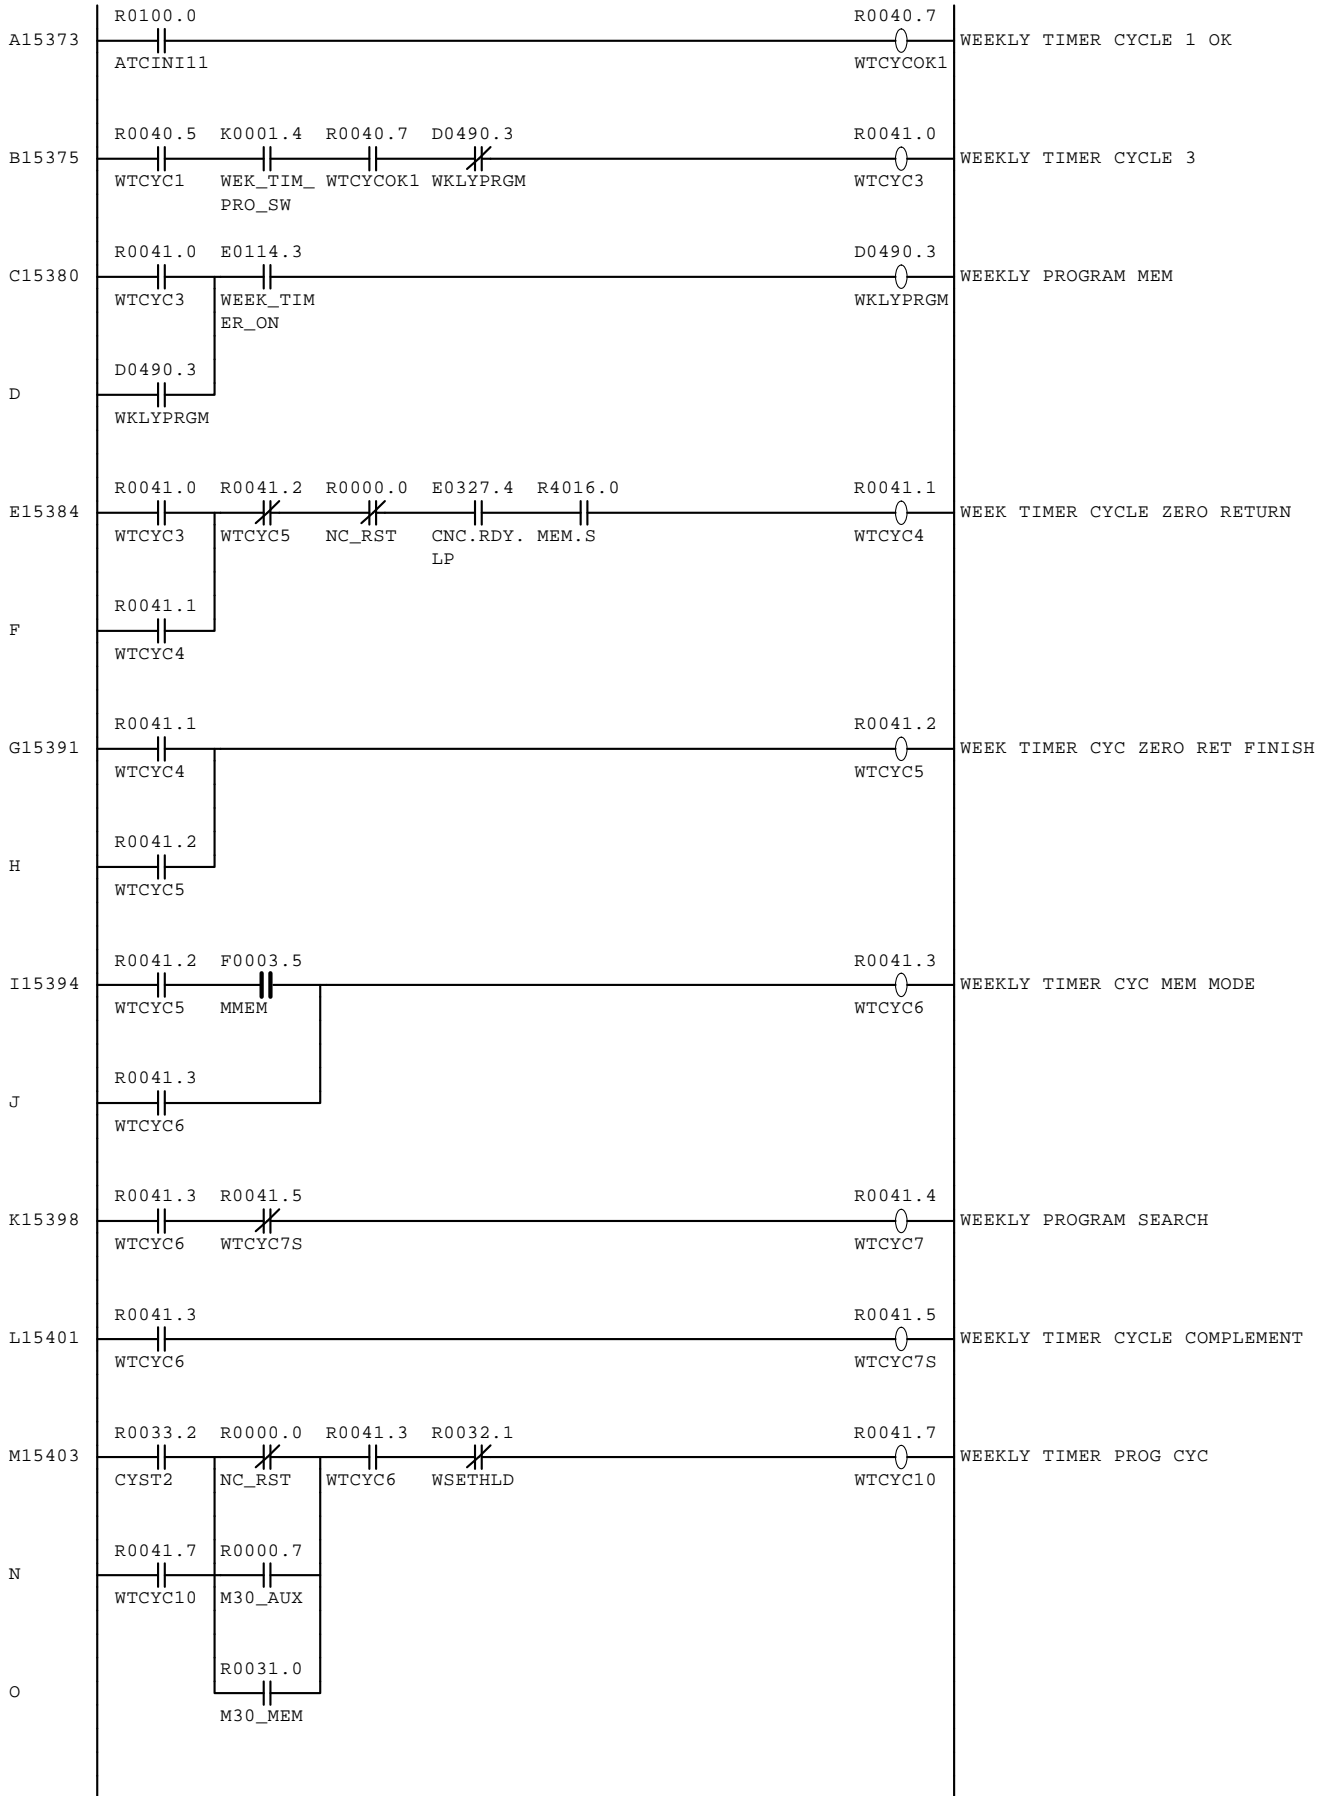 R0100.0 R0040.7
A15373 WEEKLY TIMER CYCLE 1 OK
ATCINI11 WTCYCOK1
R0040.5 K0001.4 R0040.7 D0490.3 R0041.0
B15375 WEEKLY TIMER CYCLE 3
WTCYC1 WEK_TIM_ WTCYCOK1 WKLYPRGM WTCYC3
PRO_SW
R0041.0 E0114.3 D0490.3
C15380 WEEKLY PROGRAM MEM
WTCYC3 WEEK_TIM WKLYPRGM
ER_ON
D0490.3
D
WKLYPRGM
R0041.0 R0041.2 R0000.0 E0327.4 R4016.0 R0041.1
E15384 WEEK TIMER CYCLE ZERO RETURN
WTCYC3 WTCYC5 NC_RST CNC.RDY. MEM.S WTCYC4
LP
R0041.1
F
WTCYC4
R0041.1 R0041.2
G15391 WEEK TIMER CYC ZERO RET FINISH
WTCYC4 WTCYC5
R0041.2
H
WTCYC5
R0041.2 F0003.5 R0041.3
I15394 WEEKLY TIMER CYC MEM MODE
WTCYC5 MMEM WTCYC6
R0041.3
J
WTCYC6
R0041.3 R0041.5 R0041.4
K15398 WEEKLY PROGRAM SEARCH
WTCYC6 WTCYC7S WTCYC7
R0041.3 R0041.5
L15401 WEEKLY TIMER CYCLE COMPLEMENT
WTCYC6 WTCYC7S
R0033.2 R0000.0 R0041.3 R0032.1 R0041.7
M15403 WEEKLY TIMER PROG CYC
CYST2 NC_RST WTCYC6 WSETHLD WTCYC10
R0041.7 R0000.7
N
WTCYC10 M30_AUX
R0031.0
O
M30_MEM